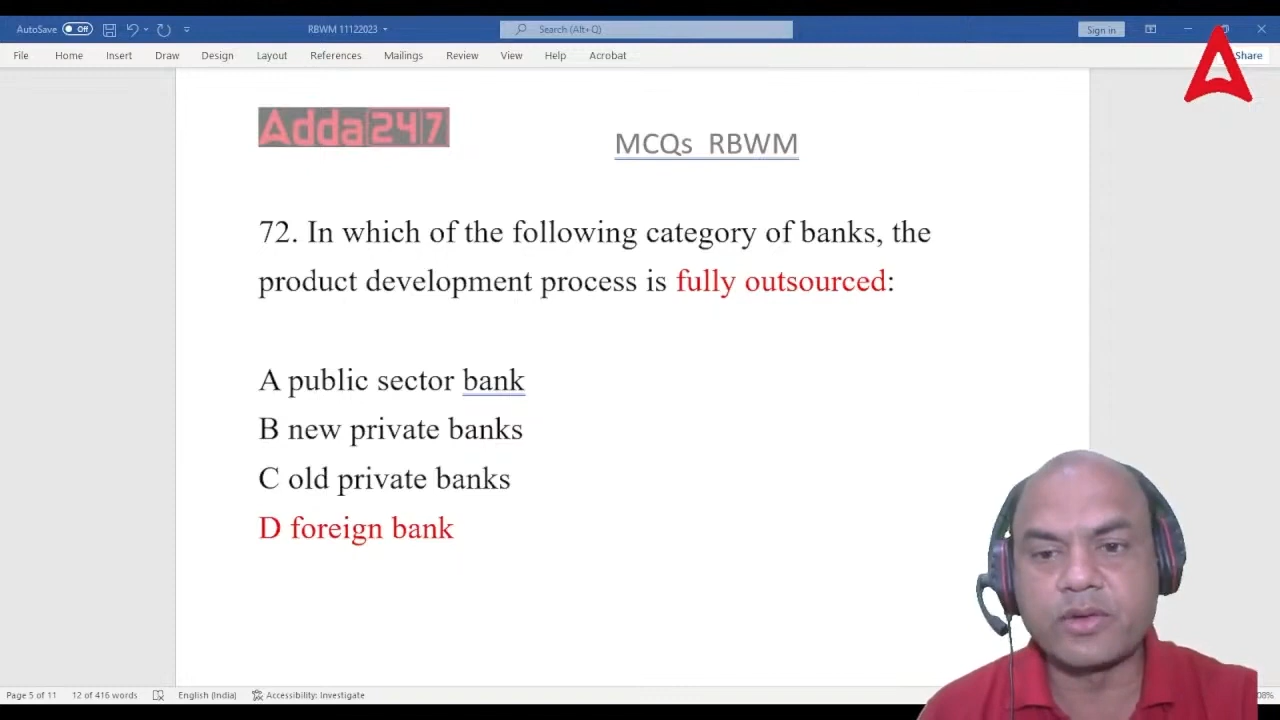 AutoSave Off RBWM 11122023 Search (Alt+Q) Sign in
File Home Insert Draw Design Layout References Mailings Review View Help Acrobat Share
Adda247
MCQs RBWM
72. In which of the following category of banks, the
product development process is fully outsourced:
A public sector bank
B new private banks
C old private banks
D foreign bank
Page 5 of 11 12 of 416 words English (India) Accessibility: Investigate